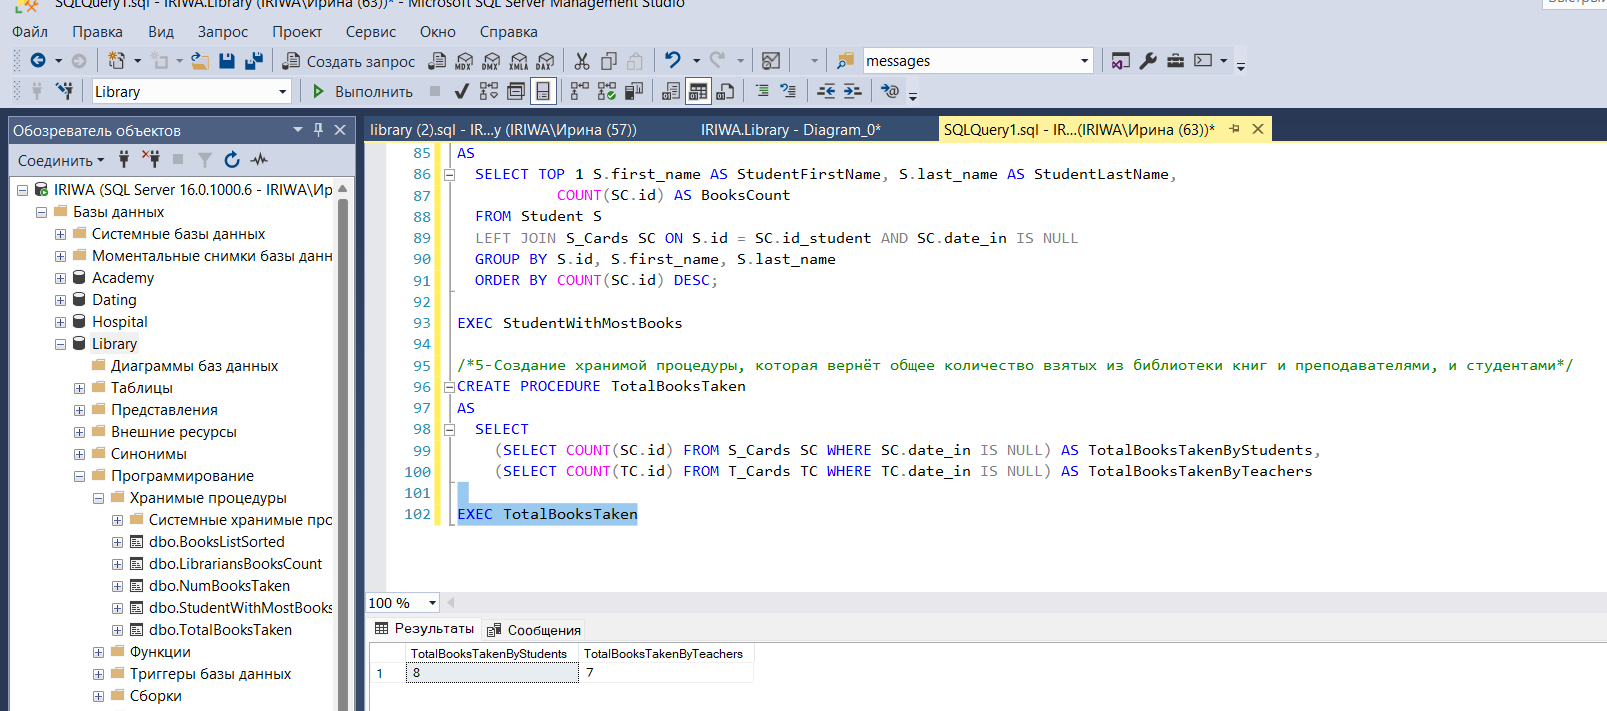 SQLQuery1.sql - IRIWA.Library (IRIWA\Ирина (63))* - Microsoft SQL Server Management Studio
Файл Правка Вид Запрос Проект Сервис Окно Справка
Создать запрос MDX DMX XMLA DAX messages
Library Выполнить
Обозреватель объектов
library (2).sql - IR...y (IRIWA\Ирина (57)) IRIWA.Library - Diagram_0* SQLQuery1.sql - IR...(IRIWA\Ирина (63))*
Соединить
IRIWA (SQL Server 16.0.1000.6 - IRIWA\Ир
Базы данных
Системные базы данных
Моментальные снимки базы данн
Academy
Dating
Hospital
Library
Диаграммы баз данных
Таблицы
Представления
Внешние ресурсы
Синонимы
Программирование
Хранимые процедуры
Системные хранимые про
dbo.BooksListSorted
dbo.LibrariansBooksCount
dbo.NumBooksTaken
dbo.StudentWithMostBooks
dbo.TotalBooksTaken
Функции
Триггеры базы данных
Сборки
85 AS
86 SELECT TOP 1 S.first_name AS StudentFirstName, S.last_name AS StudentLastName,
87 COUNT(SC.id) AS BooksCount
88 FROM Student S
89 LEFT JOIN S_Cards SC ON S.id = SC.id_student AND SC.date_in IS NULL
90 GROUP BY S.id, S.first_name, S.last_name
91 ORDER BY COUNT(SC.id) DESC;
92
93 EXEC StudentWithMostBooks
94
95 /*5-Создание хранимой процедуры, которая вернёт общее количество взятых из библиотеки книг и преподавателями, и студентами*/
96 CREATE PROCEDURE TotalBooksTaken
97 AS
98 SELECT
99 (SELECT COUNT(SC.id) FROM S_Cards SC WHERE SC.date_in IS NULL) AS TotalBooksTakenByStudents,
100 (SELECT COUNT(TC.id) FROM T_Cards TC WHERE TC.date_in IS NULL) AS TotalBooksTakenByTeachers
101
102 EXEC TotalBooksTaken
100 %
Результаты Сообщения
TotalBooksTakenByStudents TotalBooksTakenByTeachers
1 8 7